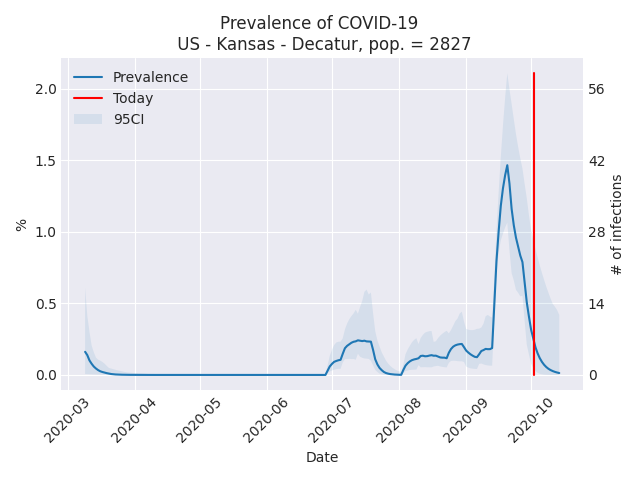 Prevalence of COVID-19
US - Kansas - Decatur, pop. = 2827
Prevalence
Today
95CI
2.0
1.5
1.0
0.5
0.0
%
56
42
28
14
0
# of infections
2020-03
2020-04
2020-05
2020-06
2020-07
2020-08
2020-09
2020-10
Date